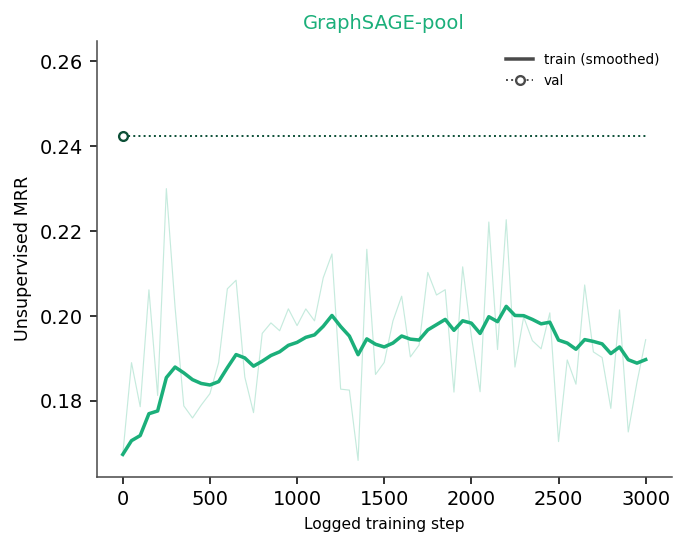 GraphSAGE-pool
train (smoothed)
val
Unsupervised MRR
0.26
0.24
0.22
0.20
0.18
0
500
1000
1500
2000
2500
3000
Logged training step